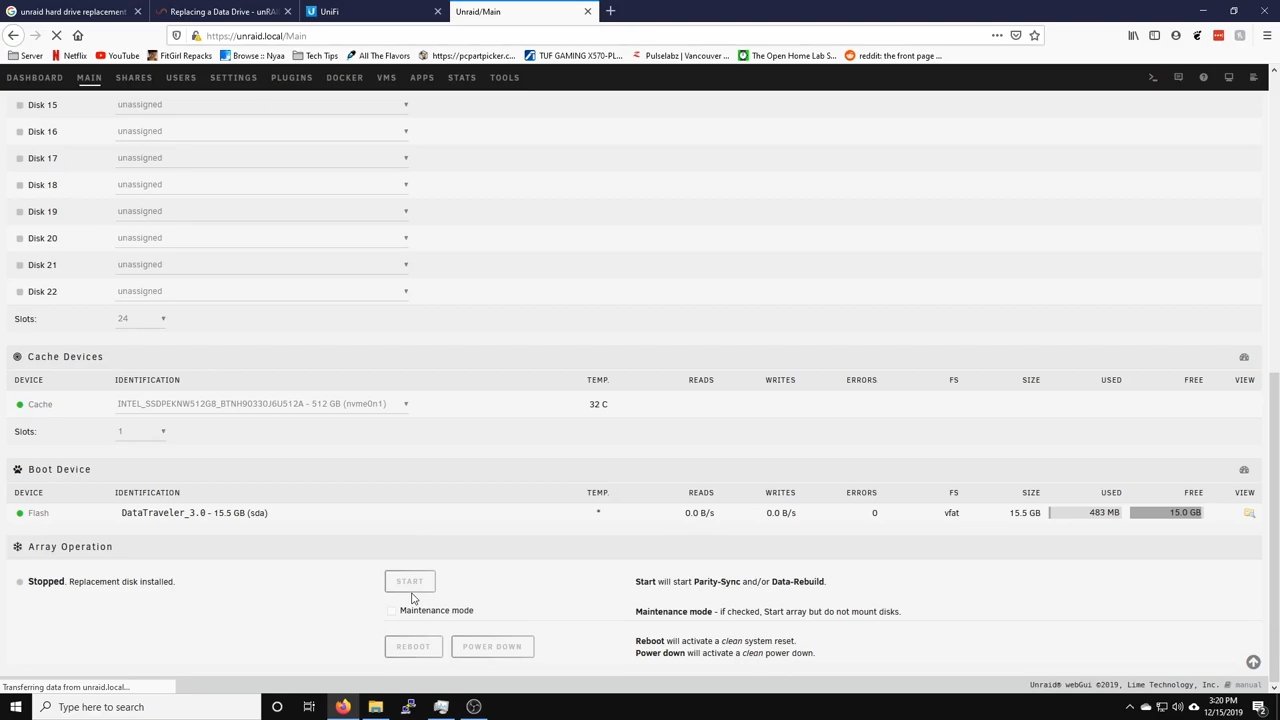 unraid hard drive replacement
Replacing a Data Drive - unRAI
UniFi
Unraid/Main
https://unraid.local/Main
Server
Netflix
YouTube
FitGirl Repacks
Browse :: Nyaa
Tech Tips
All The Flavors
https://pcpartpicker.c...
TUF GAMING X570-PL...
Pulselabz | Vancouver ...
The Open Home Lab S...
reddit: the front page ...
DASHBOARD MAIN SHARES USERS SETTINGS PLUGINS DOCKER VMS APPS STATS TOOLS
Disk 15 unassigned
Disk 16 unassigned
Disk 17 unassigned
Disk 18 unassigned
Disk 19 unassigned
Disk 20 unassigned
Disk 21 unassigned
Disk 22 unassigned
Slots: 24
Cache Devices
DEVICE IDENTIFICATION TEMP. READS WRITES ERRORS FS SIZE USED FREE VIEW
Cache INTEL_SSDPEKNW512G8_BTNH90330J6U512A - 512 GB (nvme0n1) 32 C
Slots: 1
Boot Device
DEVICE IDENTIFICATION TEMP. READS WRITES ERRORS FS SIZE USED FREE VIEW
Flash DataTraveler_3.0 - 15.5 GB (sda) * 0.0 B/s 0.0 B/s 0 vfat 15.5 GB 483 MB 15.0 GB
Array Operation
Stopped. Replacement disk installed. START Start will start Parity-Sync and/or Data-Rebuild.
Maintenance mode Maintenance mode - if checked, Start array but do not mount disks.
REBOOT POWER DOWN Reboot will activate a clean system reset.
Power down will activate a clean power down.
Transferring data from unraid.local...
Unraid® webGui ©2019, Lime Technology, Inc. manual
Type here to search
3:20 PM
12/15/2019
2